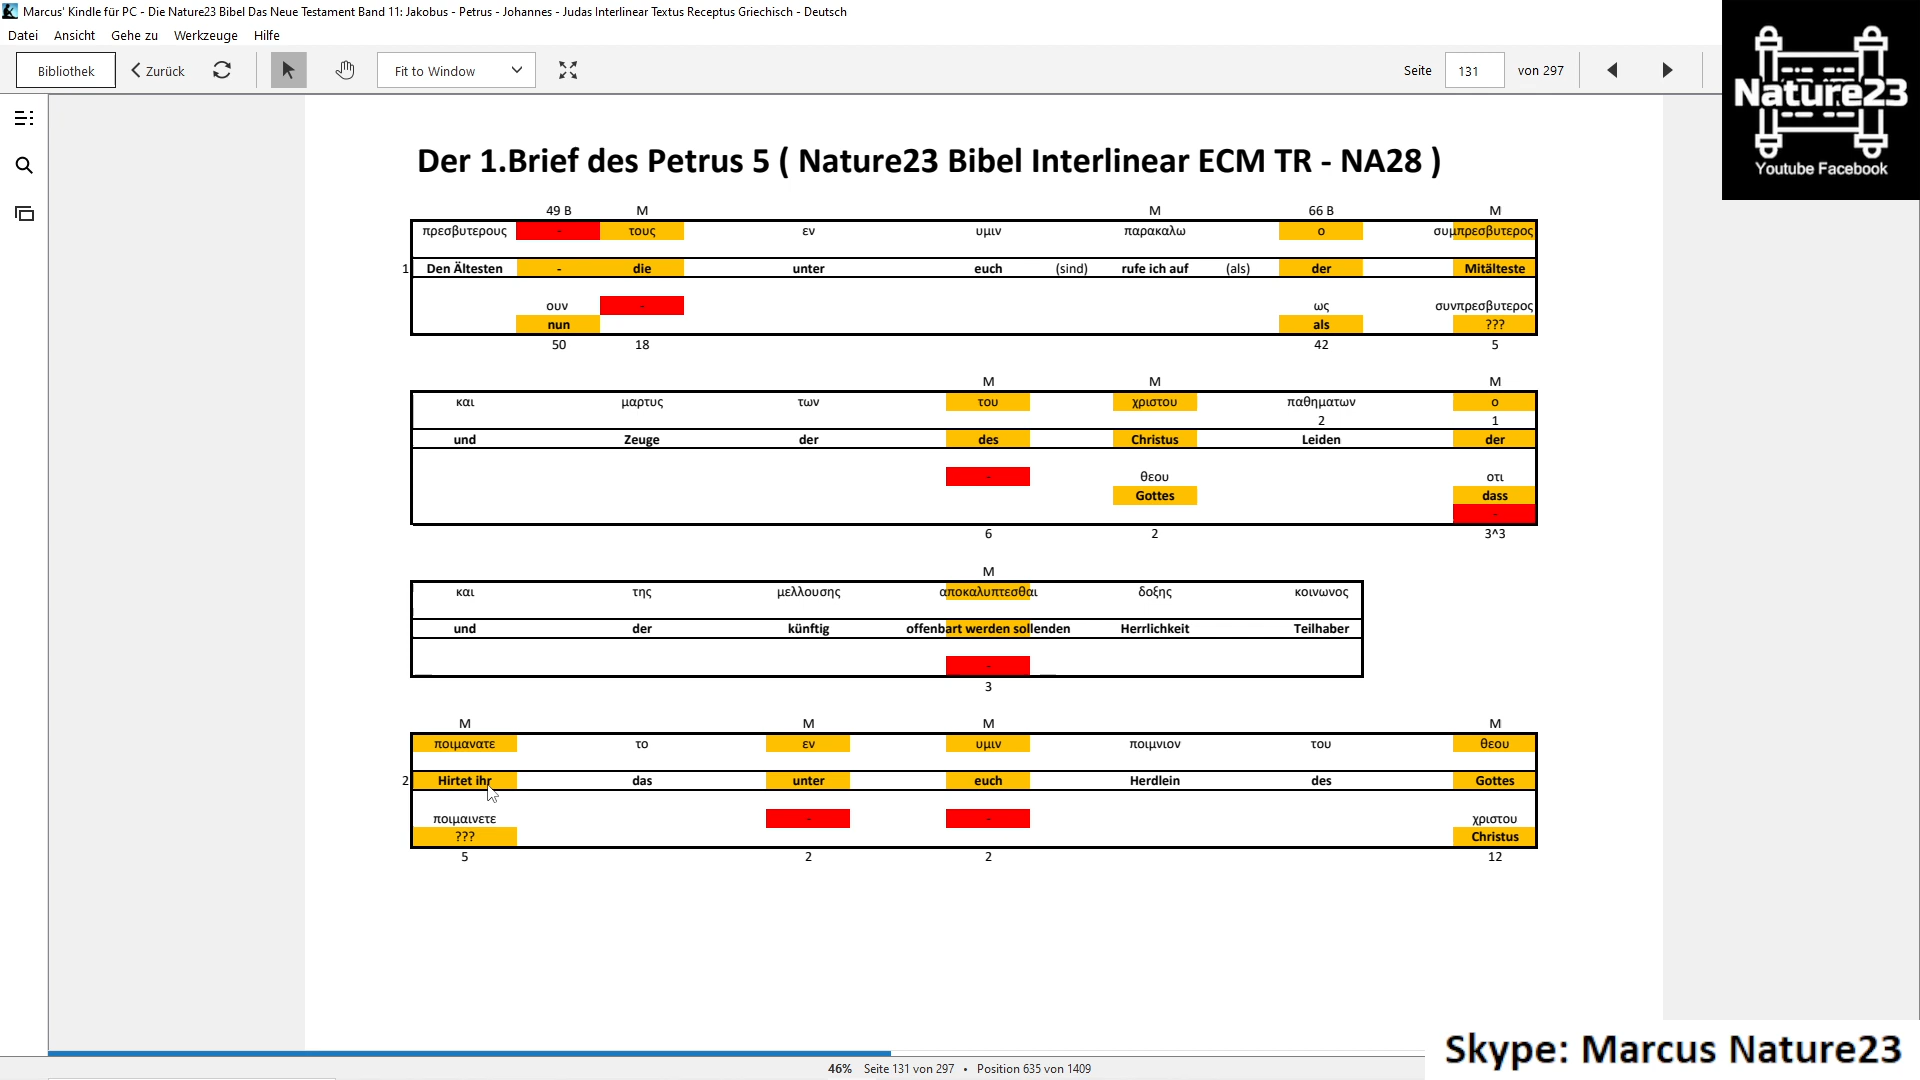 Marcus' Kindle für PC - Die Nature23 Bibel Das Neue Testament Band 11: Jakobus - Petrus - Johannes - Judas Interlinear Textus Receptus Griechisch - Deutsch
Datei Ansicht Gehe zu Werkzeuge Hilfe
Bibliothek Zurück Fit to Window Seite 131 von 297
Nature23
Youtube Facebook
Der 1.Brief des Petrus 5 ( Nature23 Bibel Interlinear ECM TR - NA28 )
49 B M M 66 B M
πρεσβυτερους - τους εν υμιν παρακαλω ο συμπρεσβυτερος
1 Den Ältesten - die unter euch (sind) rufe ich auf (als) der Mitälteste
ουν - ως συνπρεσβυτερος
nun als ???
50 18 42 5
M M M
και μαρτυς των του χριστου παθηματων ο
2 1
und Zeuge der des Christus Leiden der
- θεου οτι
Gottes dass
-
6 2 3^3
M
και της μελλουσης αποκαλυπτεσθαι δοξης κοινωνος
und der künftig offenbart werden sollenden Herrlichkeit Teilhaber
-
3
M M M M
ποιμανατε το εν υμιν ποιμνιον του θεου
2 Hirtet ihr das unter euch Herdlein des Gottes
ποιμαινετε - - χριστου
??? Christus
5 2 2 12
46% Seite 131 von 297 • Position 635 von 1409
Skype: Marcus Nature23